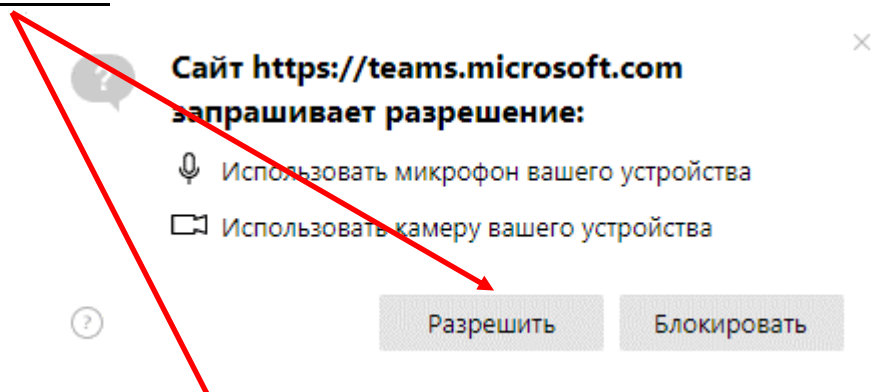 Сайт https://teams.microsoft.com
запрашивает разрешение:
Использовать микрофон вашего устройства
Использовать камеру вашего устройства
Разрешить Блокировать